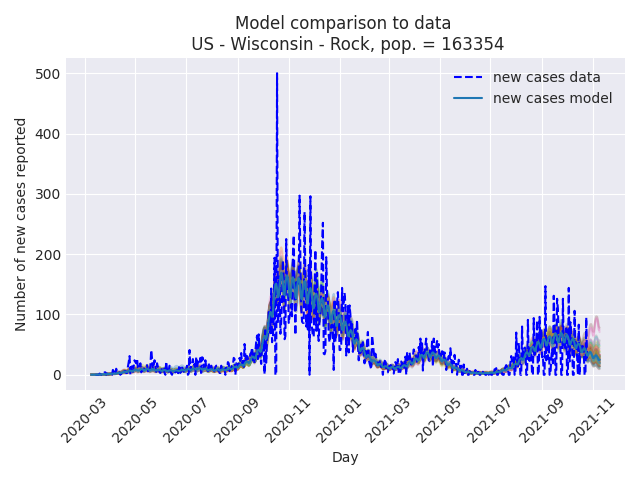 Model comparison to data
US - Wisconsin - Rock, pop. = 163354
new cases data
new cases model
Number of new cases reported
500
400
300
200
100
0
2020-03
2020-05
2020-07
2020-09
2020-11
2021-01
2021-03
2021-05
2021-07
2021-09
2021-11
Day